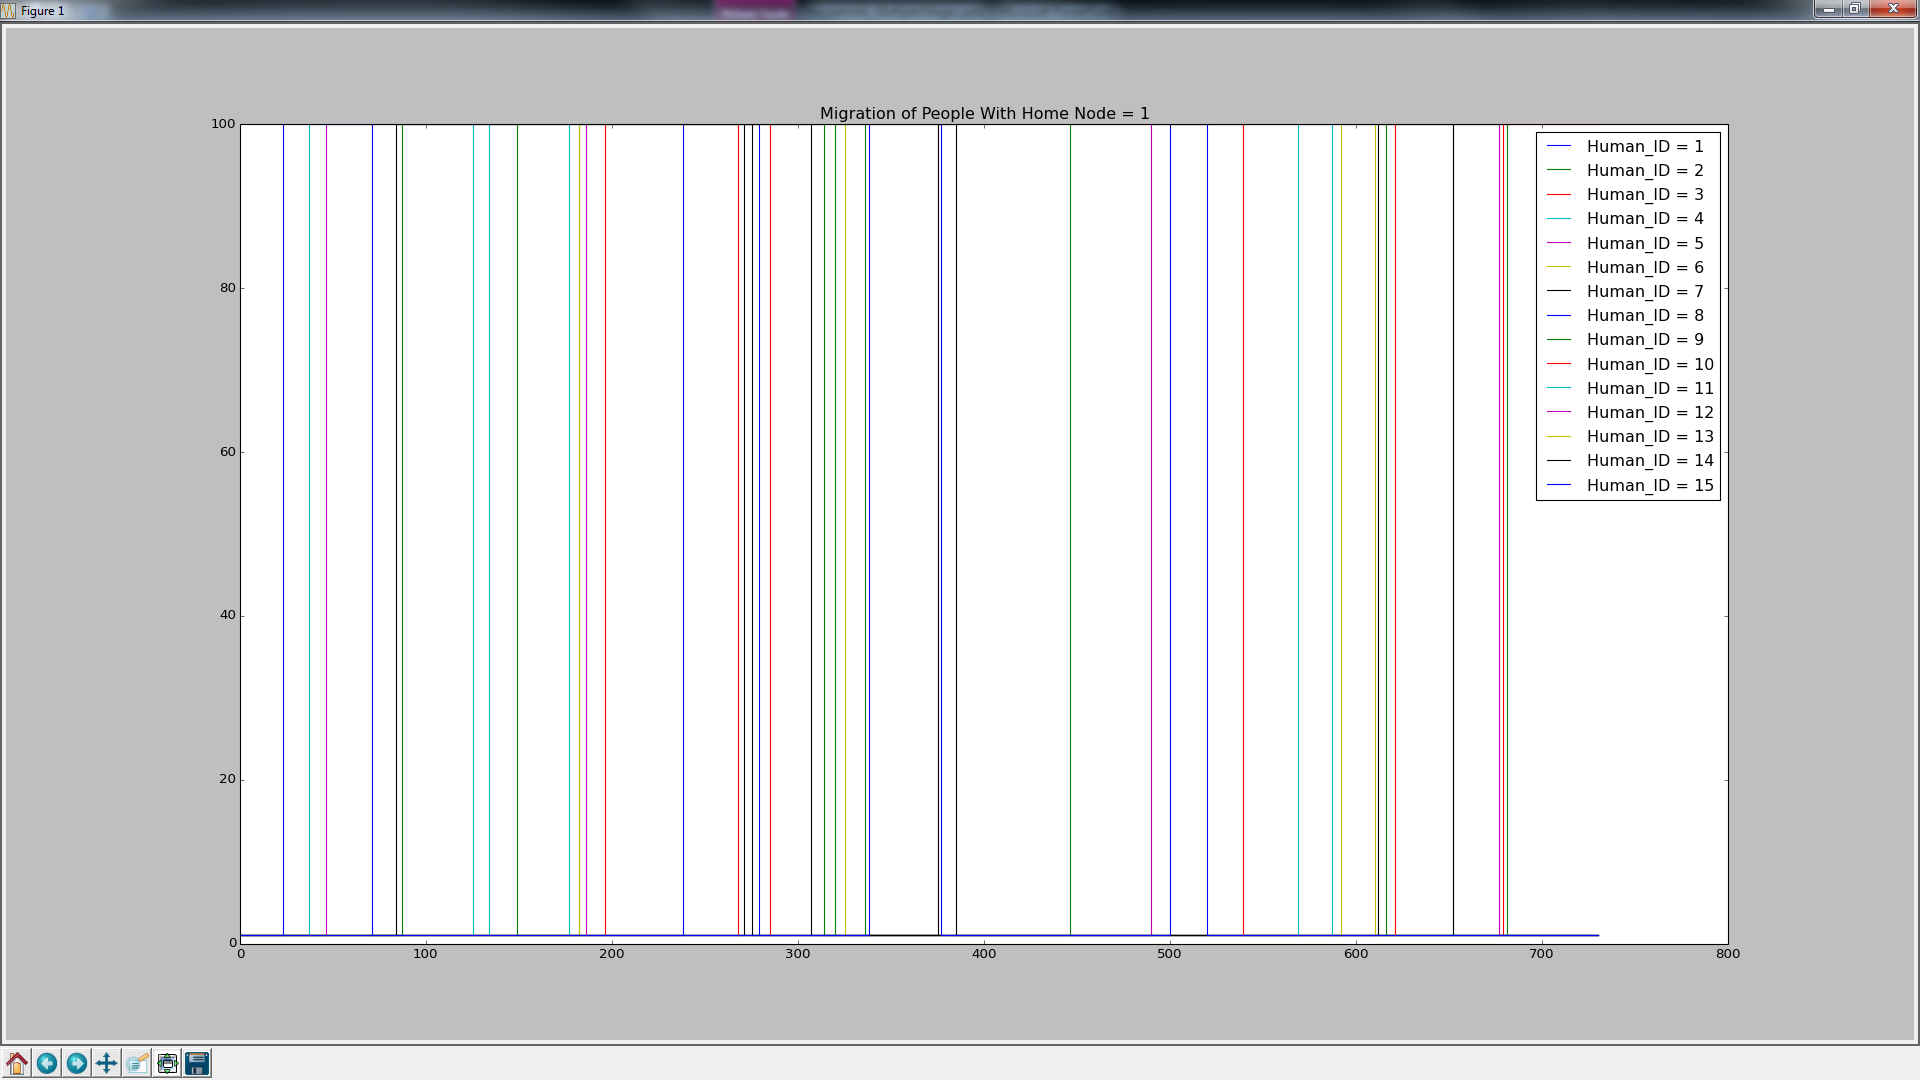 Figure 1
Migration of People With Home Node = 1
100
80
60
40
20
0
0 100 200 300 400 500 600 700 800
Human_ID = 1
Human_ID = 2
Human_ID = 3
Human_ID = 4
Human_ID = 5
Human_ID = 6
Human_ID = 7
Human_ID = 8
Human_ID = 9
Human_ID = 10
Human_ID = 11
Human_ID = 12
Human_ID = 13
Human_ID = 14
Human_ID = 15